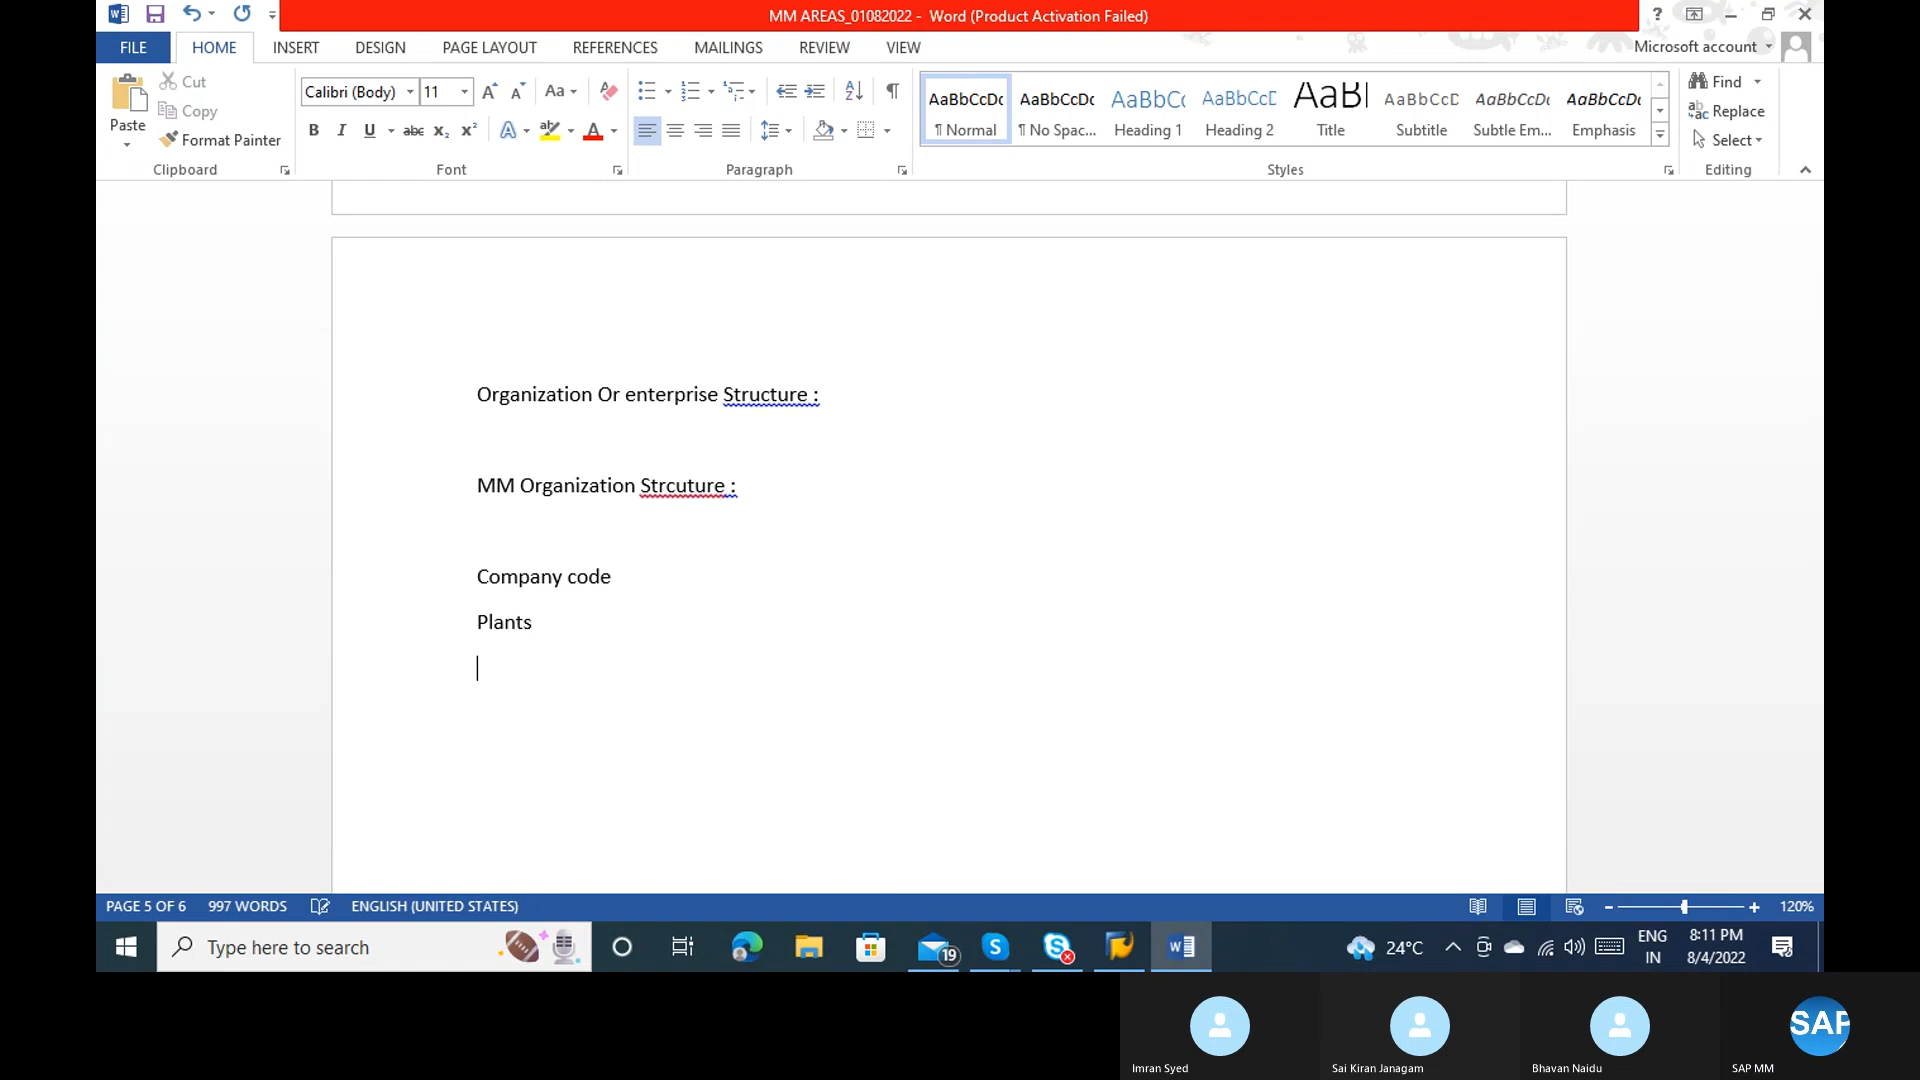 MM AREAS_01082022 - Word (Product Activation Failed)
?
FILE HOME INSERT DESIGN PAGE LAYOUT REFERENCES MAILINGS REVIEW VIEW Microsoft account
Paste
Cut
Copy
Format Painter
Clipboard
Calibri (Body) 11
Font
Paragraph
AaBbCcDc AaBbCcDc AaBbC AaBbCcD AaBl AaBbCcD AaBbCcDc AaBbCcDc
¶ Normal ¶ No Spac... Heading 1 Heading 2 Title Subtitle Subtle Em... Emphasis
Styles
Find
Replace
Select
Editing
Organization Or enterprise Structure :
MM Organization Strcuture :
Company code
Plants
PAGE 5 OF 6 997 WORDS ENGLISH (UNITED STATES) 120%
Type here to search
19
24°C
ENG
IN
8:11 PM
8/4/2022
SAP
Imran Syed Sai Kiran Janagam Bhavan Naidu SAP MM